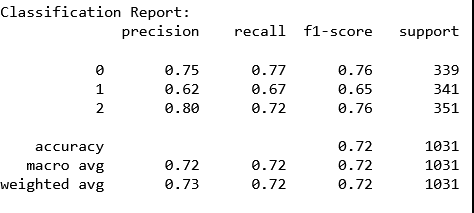 Classification Report:
precision recall f1-score support
0 0.75 0.77 0.76 339
1 0.62 0.67 0.65 341
2 0.80 0.72 0.76 351
accuracy 0.72 1031
macro avg 0.72 0.72 0.72 1031
weighted avg 0.73 0.72 0.72 1031